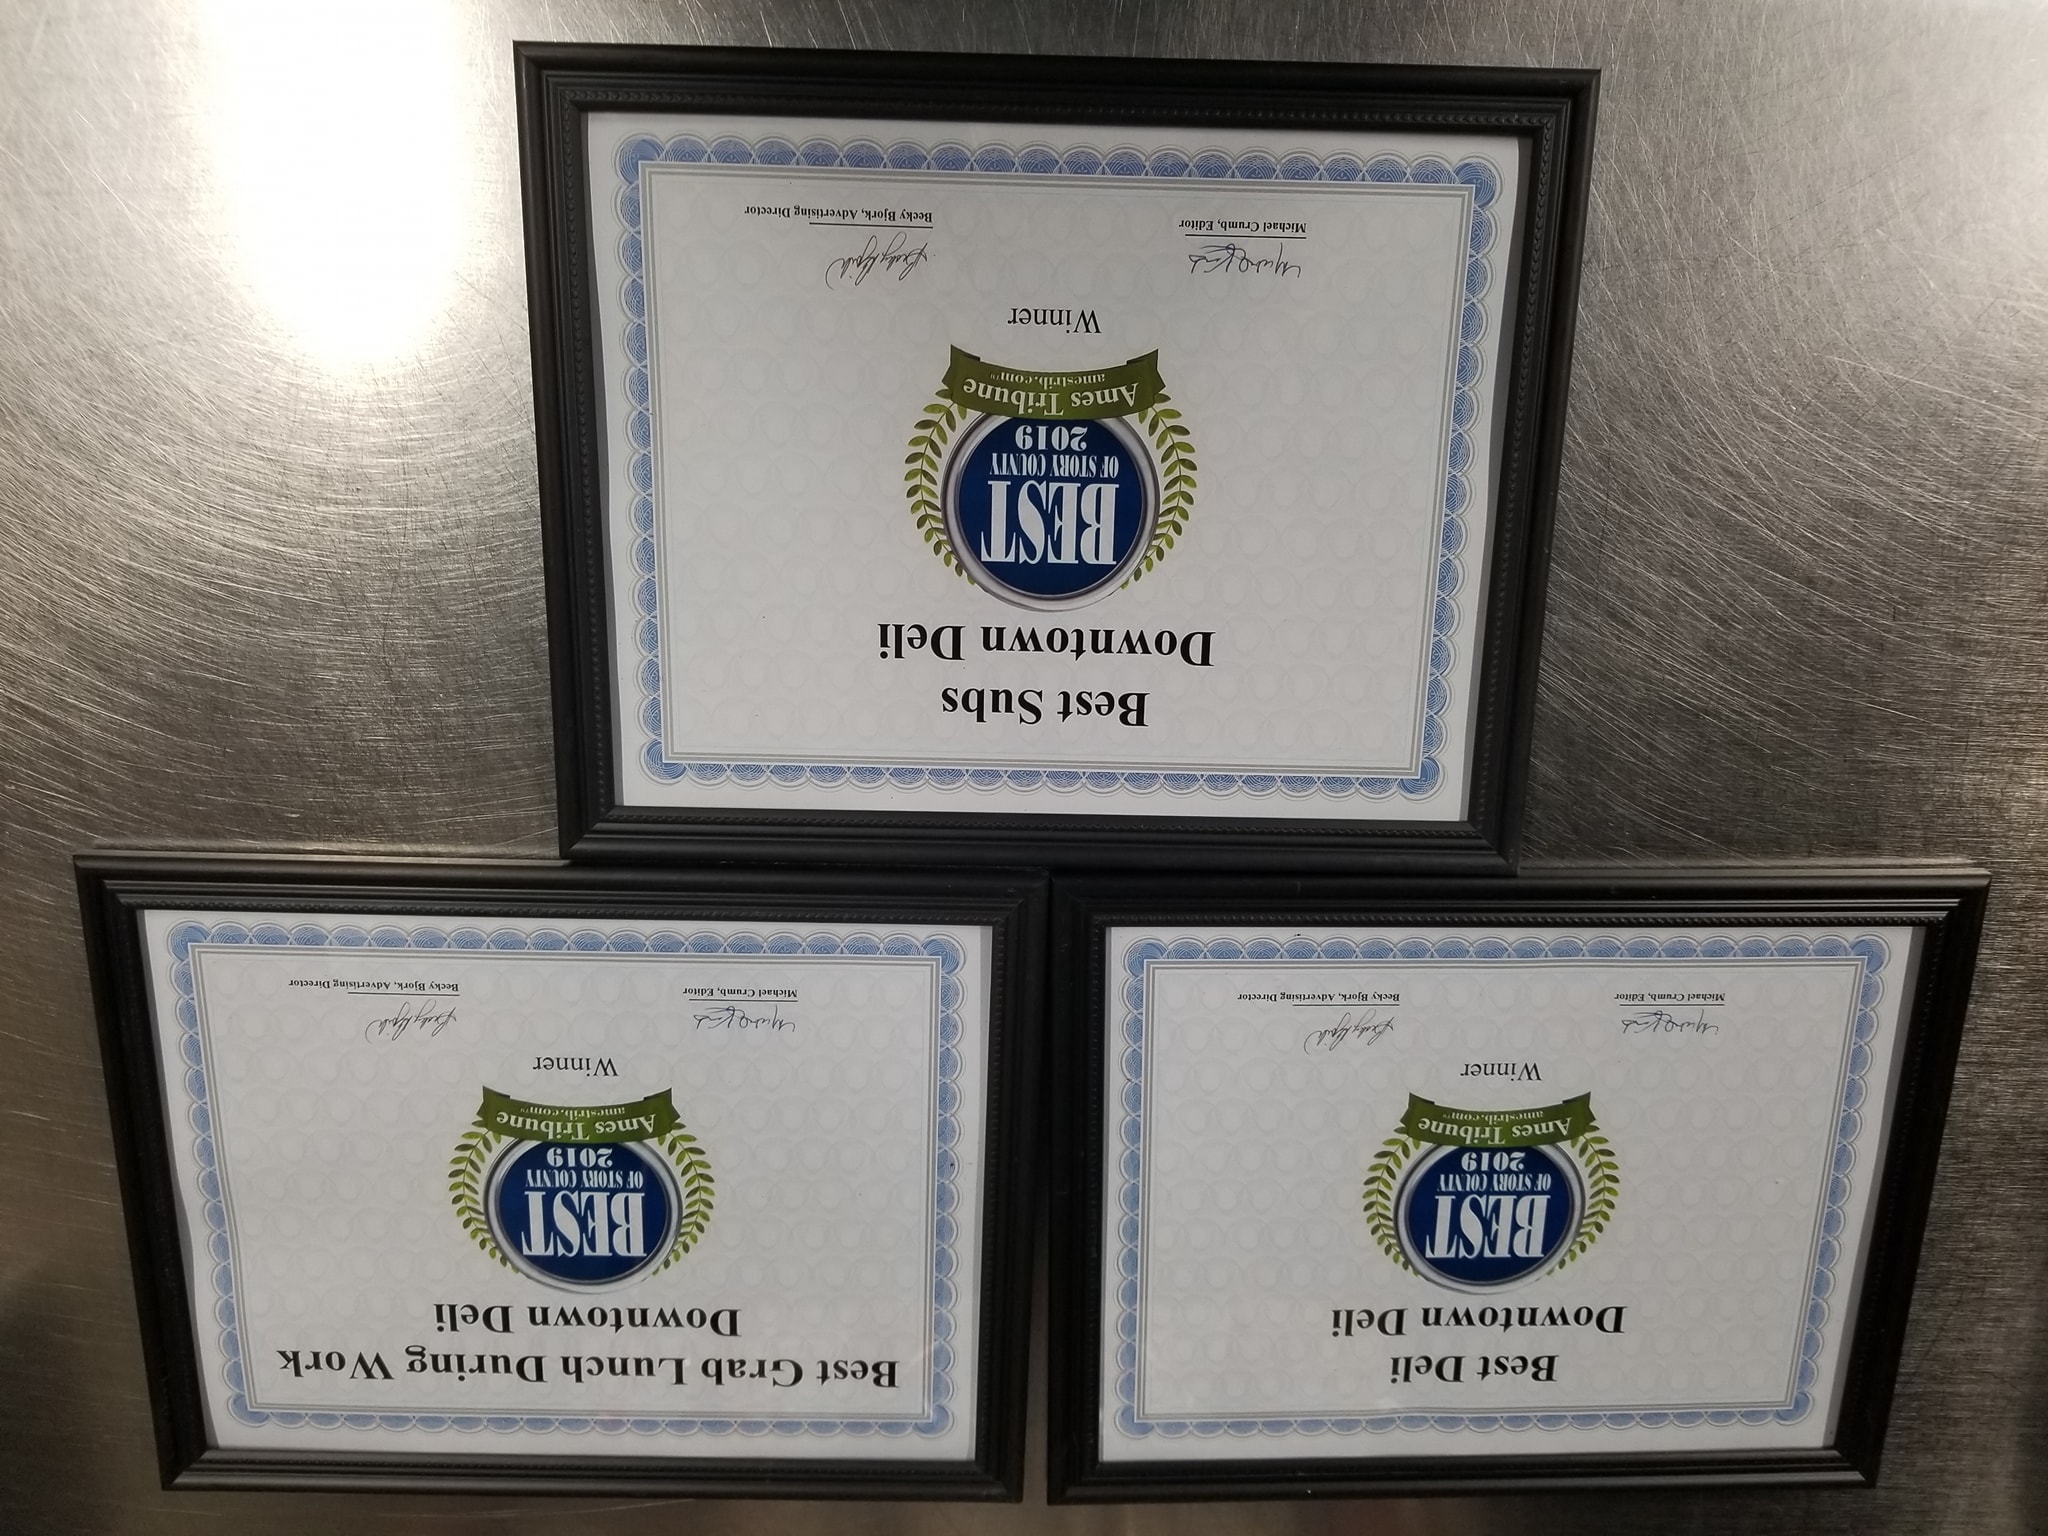 Best Deli
Downtown Deli
BEST
OF STORY COUNTY
2019
Ames Tribune
amestrib.com™
Winner
Michael Crumb, Editor
Becky Bjork, Advertising Director
Best Grab Lunch During Work
Downtown Deli
BEST
OF STORY COUNTY
2019
Ames Tribune
amestrib.com™
Winner
Michael Crumb, Editor
Becky Bjork, Advertising Director
Best Subs
Downtown Deli
BEST
OF STORY COUNTY
2019
Ames Tribune
amestrib.com™
Winner
Michael Crumb, Editor
Becky Bjork, Advertising Director